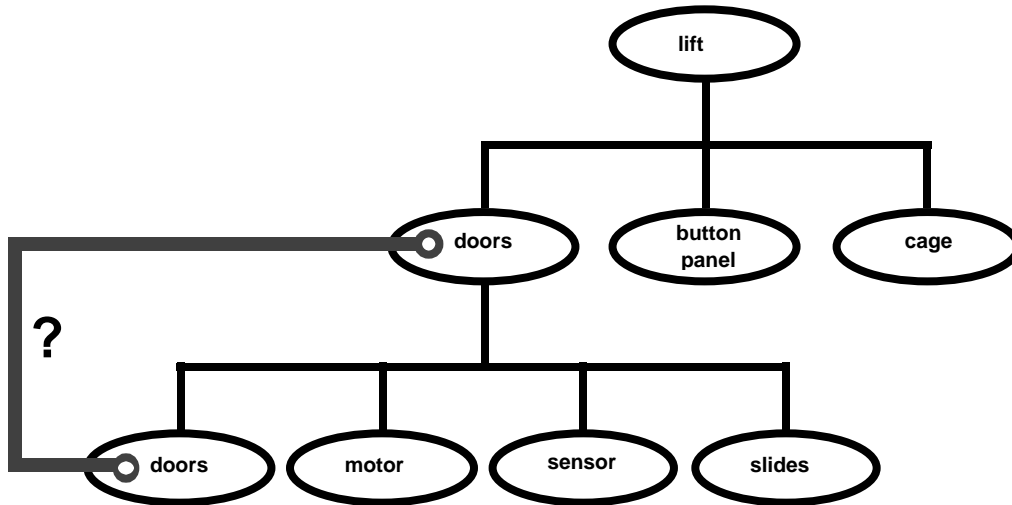 lift
doors
button
panel
cage
?
doors
motor
sensor
slides